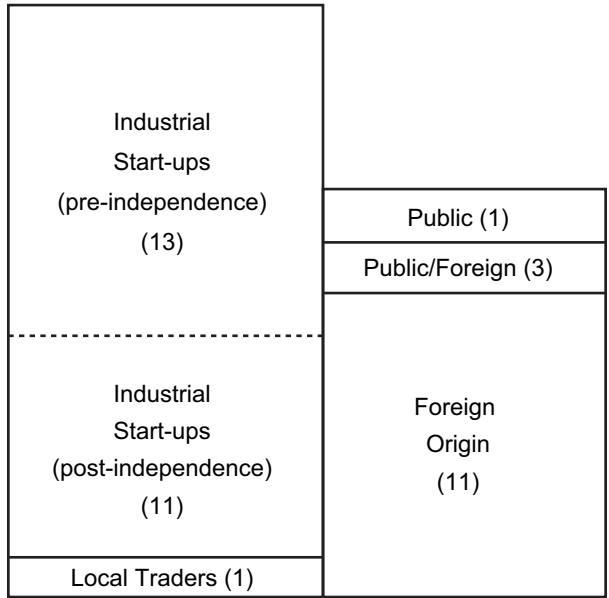 Industrial
Start-ups
(pre-independence)
(13)
Public (1)
Public/Foreign (3)
Industrial
Start-ups
(post-independence)
(11)
Foreign
Origin
(11)
Local Traders (1)